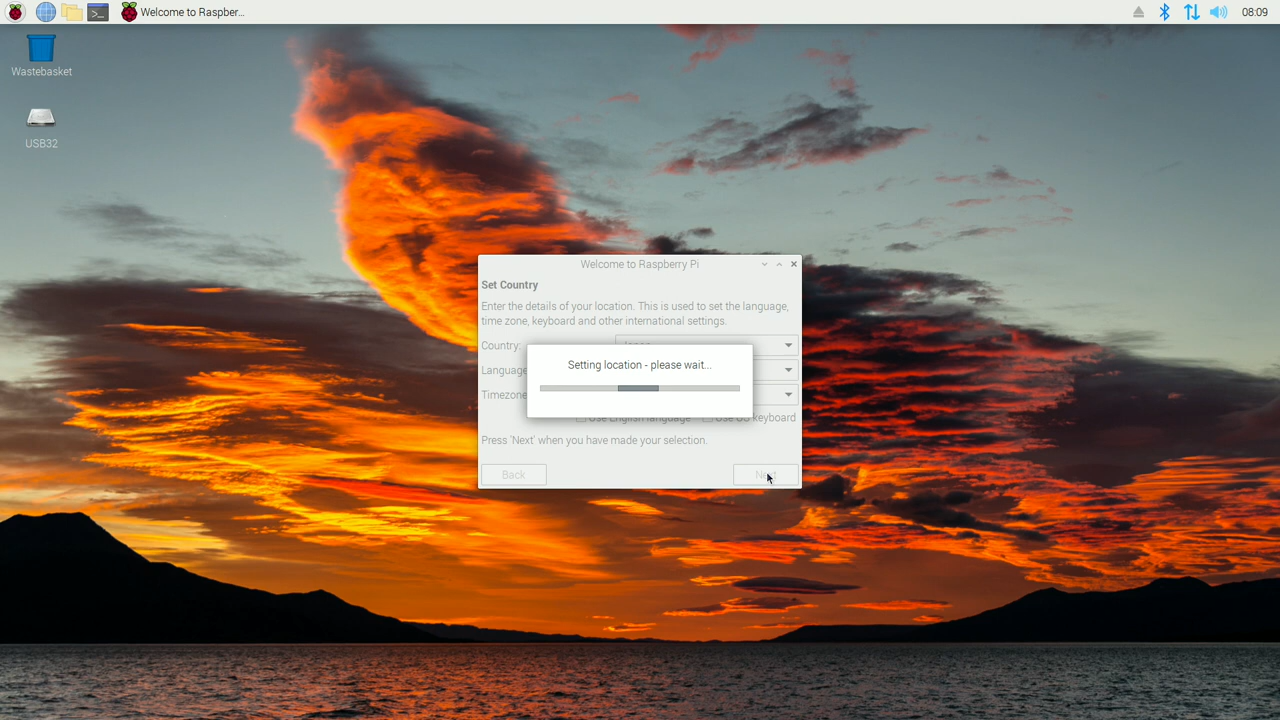 Welcome to Raspber...
08:09
Wastebasket
USB32
Welcome to Raspberry Pi
Set Country
Enter the details of your location. This is used to set the language,
time zone, keyboard and other international settings.
Country:
Setting location - please wait...
Language
Timezone
Use English language Use US keyboard
Press 'Next' when you have made your selection.
Back Next